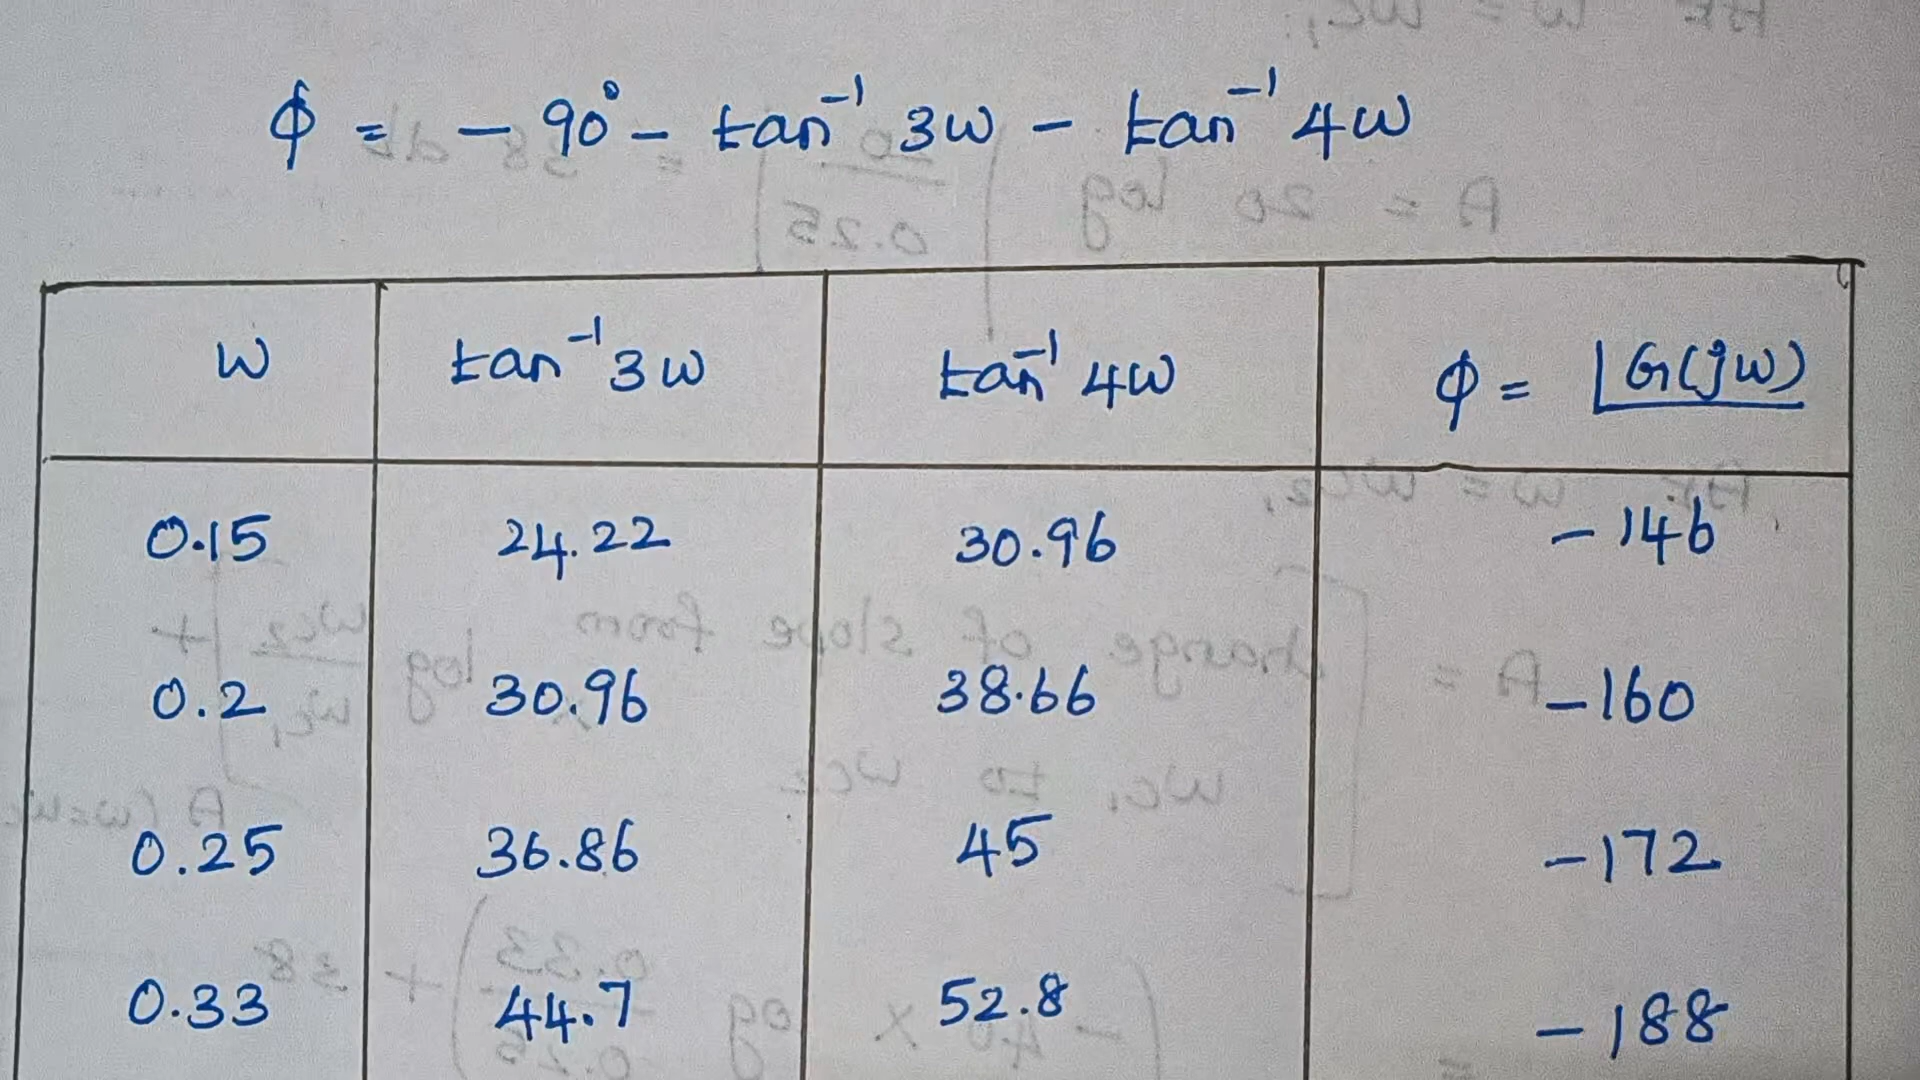 ϕ = - 90° - tan⁻¹ 3ω - tan⁻¹ 4ω
ω tan⁻¹ 3ω tan⁻¹ 4ω ϕ = ∠G(jω)
0.15 24.22 30.96 -146
0.2 30.96 38.66 -160
0.25 36.86 45 -172
0.33 44.7 52.8 -188